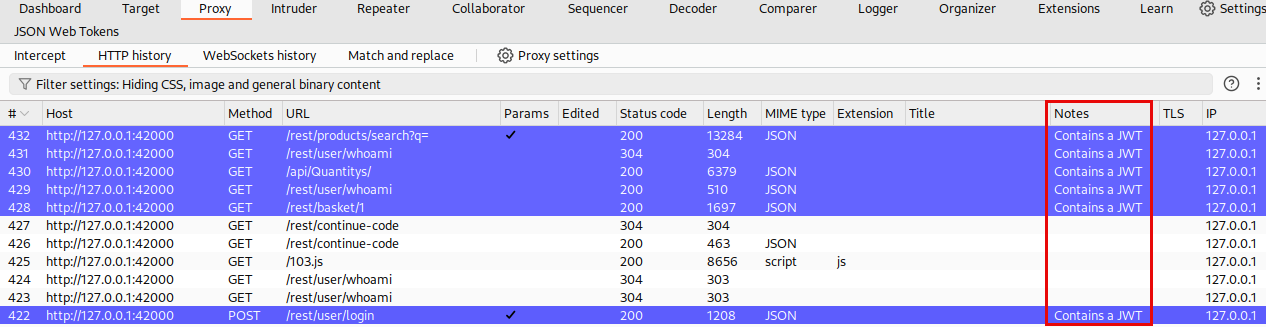 Dashboard Target Proxy Intruder Repeater Collaborator Sequencer Decoder Comparer Logger Organizer Extensions Learn Settings
JSON Web Tokens
Intercept HTTP history WebSockets history Match and replace Proxy settings
Filter settings: Hiding CSS, image and general binary content
# Host Method URL Params Edited Status code Length MIME type Extension Title Notes TLS IP
432 http://127.0.0.1:42000 GET /rest/products/search?q= ✓ 200 13284 JSON Contains a JWT 127.0.0.1
431 http://127.0.0.1:42000 GET /rest/user/whoami 304 304 Contains a JWT 127.0.0.1
430 http://127.0.0.1:42000 GET /api/Quantitys/ 200 6379 JSON Contains a JWT 127.0.0.1
429 http://127.0.0.1:42000 GET /rest/user/whoami 200 510 JSON Contains a JWT 127.0.0.1
428 http://127.0.0.1:42000 GET /rest/basket/1 200 1697 JSON Contains a JWT 127.0.0.1
427 http://127.0.0.1:42000 GET /rest/continue-code 304 304 127.0.0.1
426 http://127.0.0.1:42000 GET /rest/continue-code 200 463 JSON 127.0.0.1
425 http://127.0.0.1:42000 GET /103.js 200 8656 script js 127.0.0.1
424 http://127.0.0.1:42000 GET /rest/user/whoami 304 303 127.0.0.1
423 http://127.0.0.1:42000 GET /rest/user/whoami 304 303 127.0.0.1
422 http://127.0.0.1:42000 POST /rest/user/login ✓ 200 1208 JSON Contains a JWT 127.0.0.1